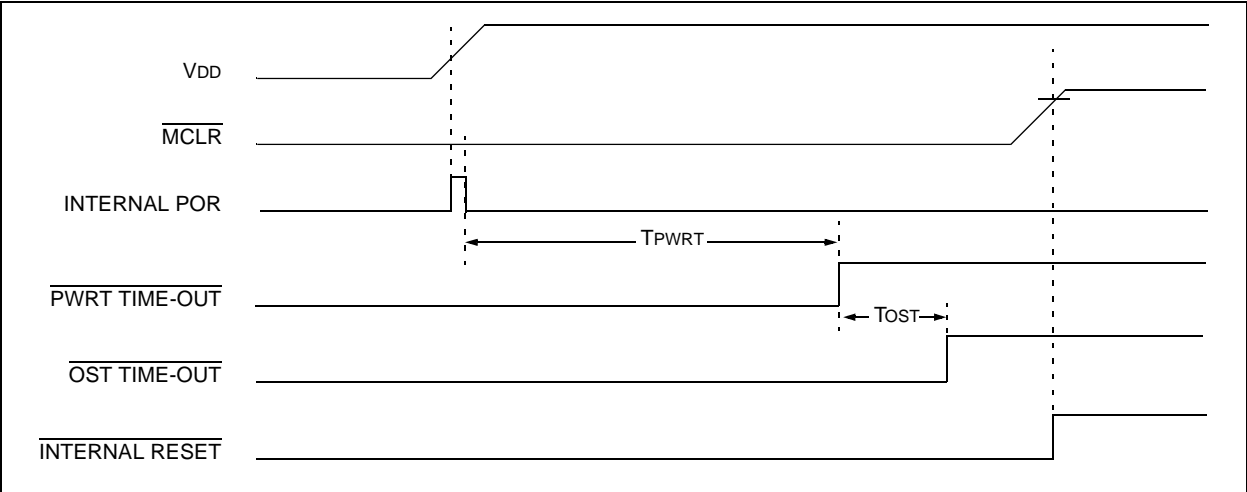 VDD
MCLR
INTERNAL POR
TPWRT
PWRT TIME-OUT
TOST
OST TIME-OUT
INTERNAL RESET